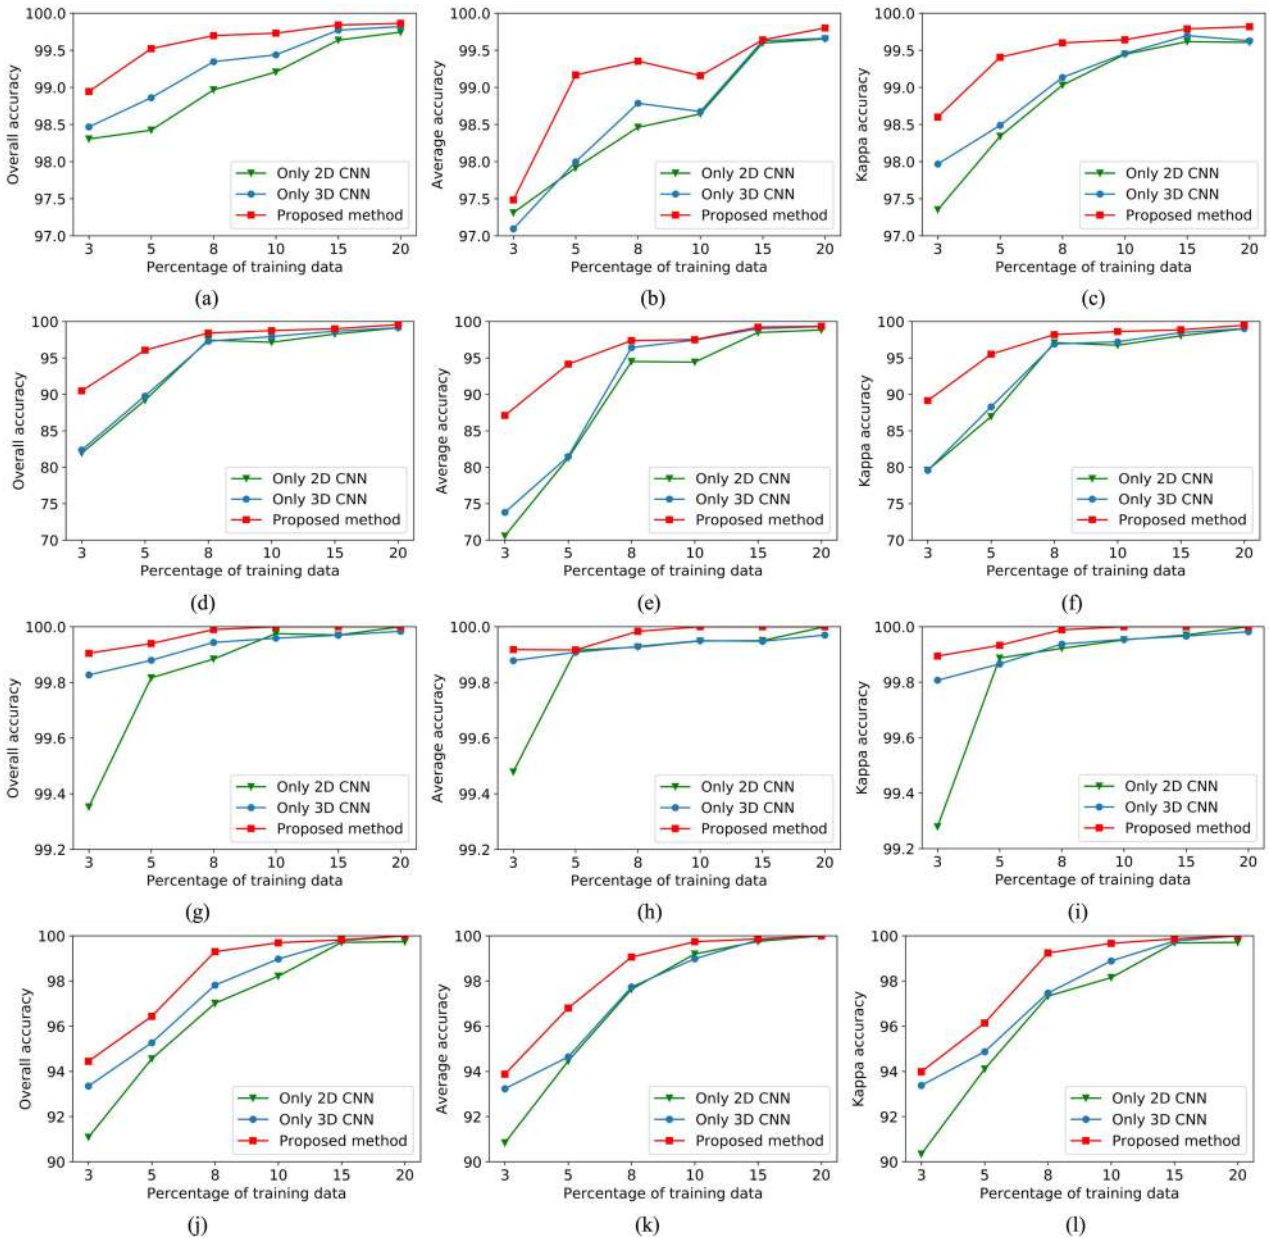 100.0
99.5
99.0
98.5
98.0
97.5
97.0
Overall accuracy
Only 2D CNN
Only 3D CNN
Proposed method
3 5 8 10 15 20
Percentage of training data
(a)
100.0
99.5
99.0
98.5
98.0
97.5
97.0
Average accuracy
Only 2D CNN
Only 3D CNN
Proposed method
3 5 8 10 15 20
Percentage of training data
(b)
100.0
99.5
99.0
98.5
98.0
97.5
97.0
Kappa accuracy
Only 2D CNN
Only 3D CNN
Proposed method
3 5 8 10 15 20
Percentage of training data
(c)
100
95
90
85
80
75
70
Overall accuracy
Only 2D CNN
Only 3D CNN
Proposed method
3 5 8 10 15 20
Percentage of training data
(d)
100
95
90
85
80
75
70
Average accuracy
Only 2D CNN
Only 3D CNN
Proposed method
3 5 8 10 15 20
Percentage of training data
(e)
100
95
90
85
80
75
70
Kappa accuracy
Only 2D CNN
Only 3D CNN
Proposed method
3 5 8 10 15 20
Percentage of training data
(f)
100.0
99.8
99.6
99.4
99.2
Overall accuracy
Only 2D CNN
Only 3D CNN
Proposed method
3 5 8 10 15 20
Percentage of training data
(g)
100.0
99.8
99.6
99.4
99.2
Average accuracy
Only 2D CNN
Only 3D CNN
Proposed method
3 5 8 10 15 20
Percentage of training data
(h)
100.0
99.8
99.6
99.4
99.2
Kappa accuracy
Only 2D CNN
Only 3D CNN
Proposed method
3 5 8 10 15 20
Percentage of training data
(i)
100
98
96
94
92
90
Overall accuracy
Only 2D CNN
Only 3D CNN
Proposed method
3 5 8 10 15 20
Percentage of training data
(j)
100
98
96
94
92
90
Average accuracy
Only 2D CNN
Only 3D CNN
Proposed method
3 5 8 10 15 20
Percentage of training data
(k)
100
98
96
94
92
90
Kappa accuracy
Only 2D CNN
Only 3D CNN
Proposed method
3 5 8 10 15 20
Percentage of training data
(l)